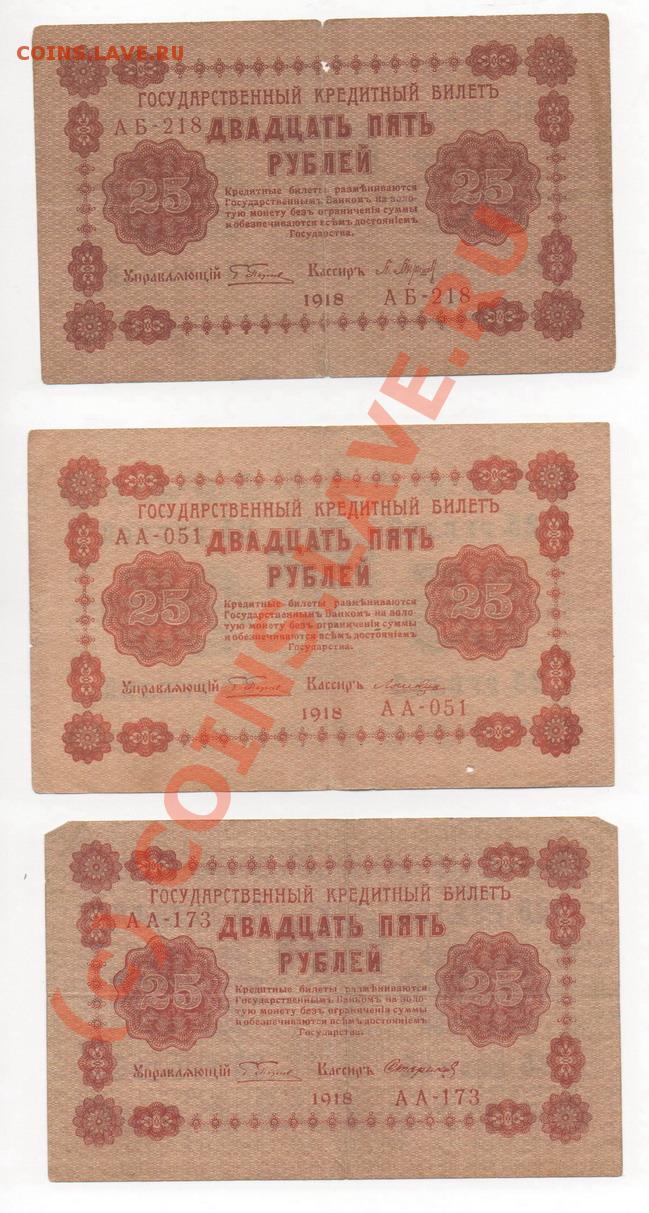 COINS.LAVE.RU
ГОСУДАРСТВЕННЫЙ КРЕДИТНЫЙ БИЛЕТЪ
АБ-218
ДВАДЦАТЬ ПЯТЬ
РУБЛЕЙ
25 25
Кредитные билеты размѣниваются
Государственнымъ Банкомъ на золо-
тую монету безъ ограниченія суммы
и обезпечиваются всѣмъ достояніемъ
Государства.
Управляющій Кассиръ
1918 АБ-218
ГОСУДАРСТВЕННЫЙ КРЕДИТНЫЙ БИЛЕТЪ
АА-051
ДВАДЦАТЬ ПЯТЬ
РУБЛЕЙ
25 25
Кредитные билеты размѣниваются
Государственнымъ Банкомъ на золо-
тую монету безъ ограниченія суммы
и обезпечиваются всѣмъ достояніемъ
Государства.
Управляющій Кассиръ
1918 АА-051
ГОСУДАРСТВЕННЫЙ КРЕДИТНЫЙ БИЛЕТЪ
АА-173
ДВАДЦАТЬ ПЯТЬ
РУБЛЕЙ
25 25
Кредитные билеты размѣниваются
Государственнымъ Банкомъ на золо-
тую монету безъ ограниченія суммы
и обезпечиваются всѣмъ достояніемъ
Государства.
Управляющій Кассиръ
1918 АА-173
(C) COINS.LAVE.RU